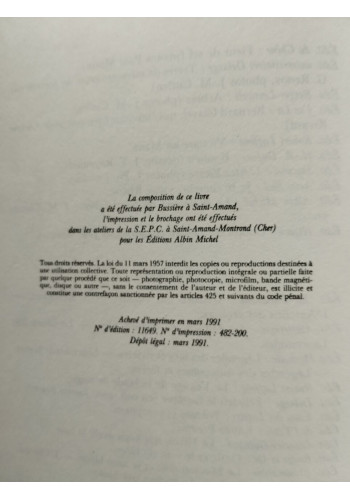 La composition de ce livre
a été effectuée par Bussière à Saint-Amand,
l'impression et le brochage ont été effectués
dans les ateliers de la S.E.P.C. à Saint-Amand-Montrond (Cher)
pour les Éditions Albin Michel
Tous droits réservés. La loi du 11 mars 1957 interdit les copies ou reproductions destinées à
une utilisation collective. Toute représentation ou reproduction intégrale ou partielle faite
par quelque procédé que ce soit — photographie, photocopie, microfilm, bande magnéti-
que, disque ou autre —, sans le consentement de l'auteur et de l'éditeur, est illicite et
constitue une contrefaçon sanctionnée par les articles 425 et suivants du code pénal.
Achevé d'imprimer en mars 1991
N° d'édition : 11649. N° d'impression : 482-200.
Dépôt légal : mars 1991.